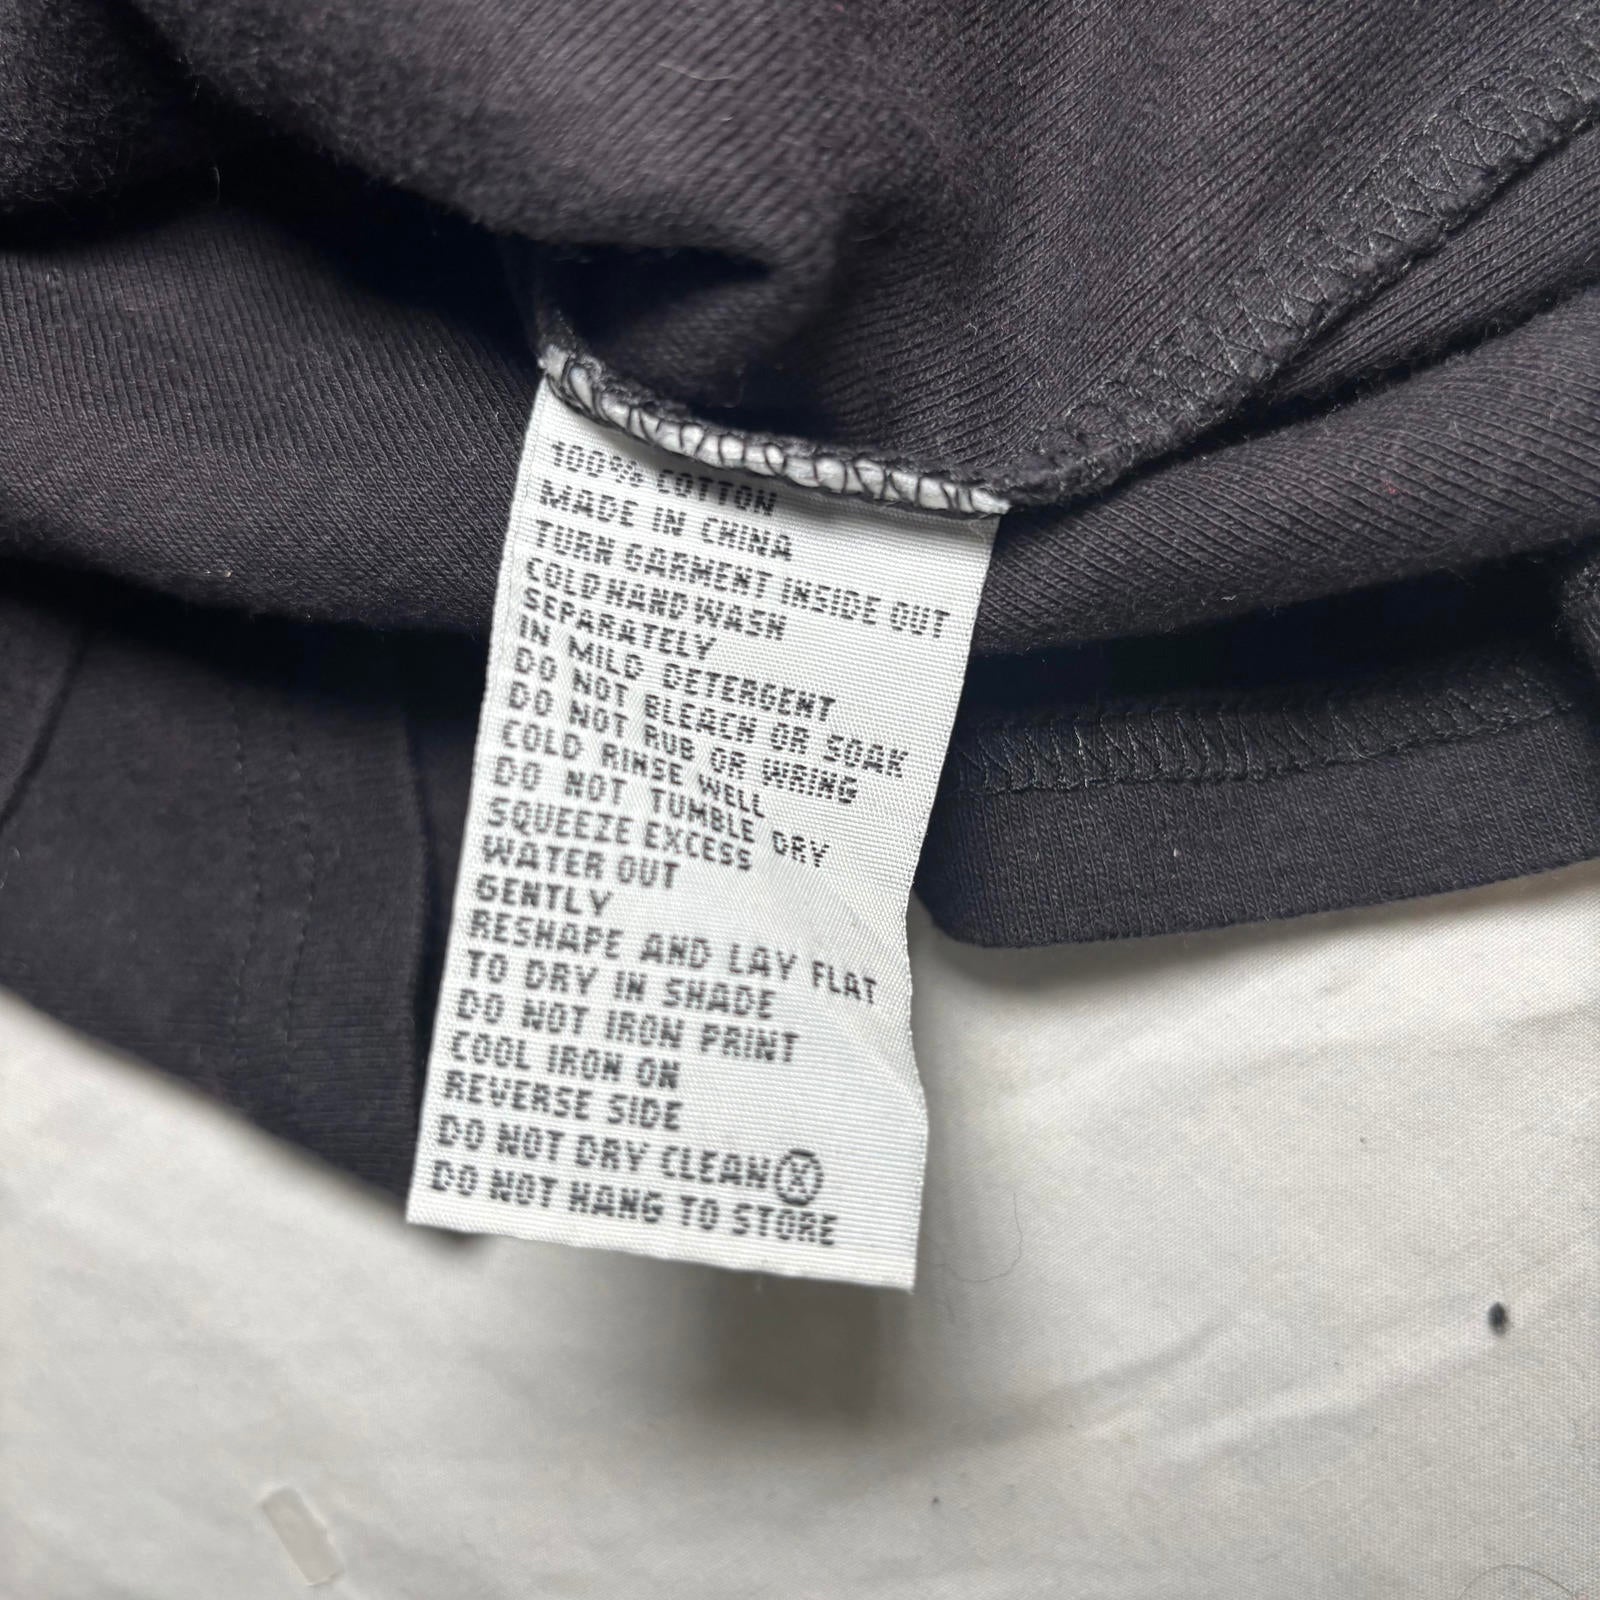 100% COTTON
MADE IN CHINA
TURN GARMENT INSIDE OUT
COLD HAND WASH
SEPARATELY
IN MILD DETERGENT
DO NOT BLEACH OR SOAK
DO NOT RUB OR WRING
COLD RINSE WELL
DO NOT TUMBLE DRY
SQUEEZE EXCESS
WATER OUT
GENTLY
RESHAPE AND LAY FLAT
TO DRY IN SHADE
DO NOT IRON PRINT
COOL IRON ON
REVERSE SIDE
DO NOT DRY CLEAN
DO NOT HANG TO STORE